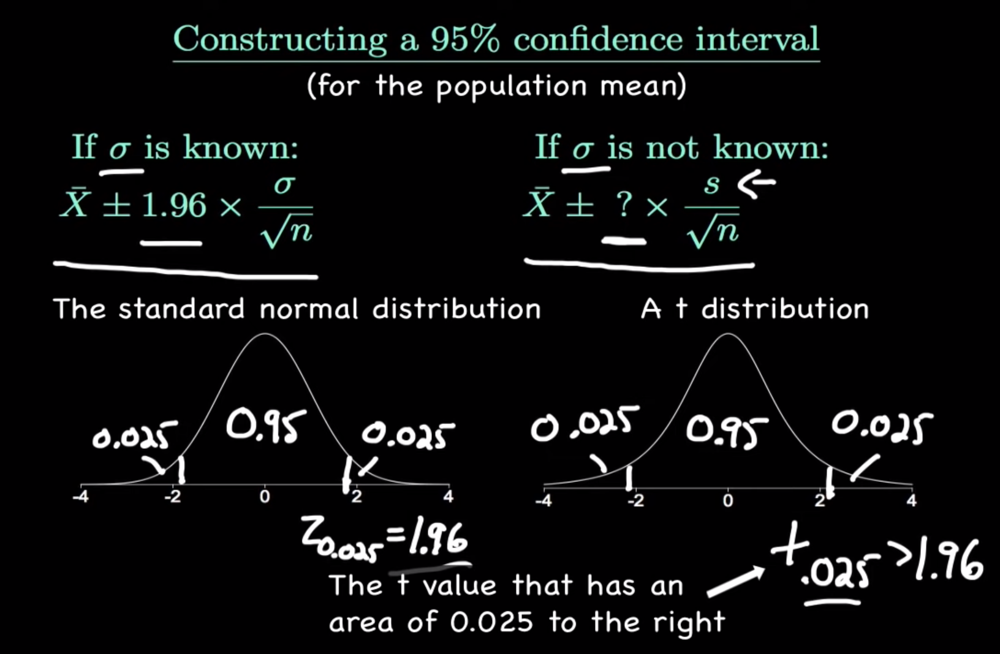 Constructing a 95% confidence interval
(for the population mean)
If σ is known:
X̄ ± 1.96 × σ/√n
If σ is not known:
X̄ ± ? × s/√n
The standard normal distribution
0.025
0.95
0.025
-4 -2 0 2 4
Z0.025 = 1.96
A t distribution
0.025
0.95
0.025
-4 -2 0 2 4
t.025 > 1.96
The t value that has an
area of 0.025 to the right